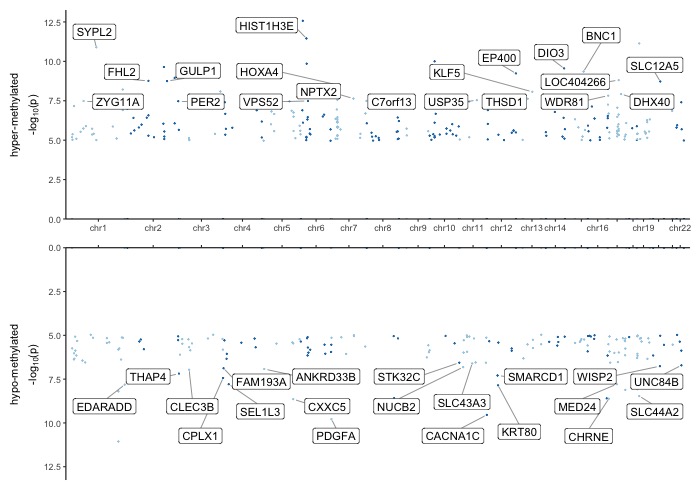 12.5
10.0
7.5
5.0
2.5
0.0
hyper-methylated
-log10(p)
SYPL2
HIST1H3E
BNC1
FHL2
GULP1
HOXA4
KLF5
EP400
DIO3
SLC12A5
LOC404266
NPTX2
ZYG11A
PER2
VPS52
C7orf13
USP35
THSD1
WDR81
DHX40
chr1
chr2
chr3
chr4
chr5
chr6
chr7
chr8
chr9
chr10
chr11
chr12
chr13
chr14
chr16
chr19
chr22
0.0
2.5
5.0
7.5
10.0
12.5
hypo-methylated
-log10(p)
THAP4
FAM193A
ANKRD33B
STK32C
SMARCD1
WISP2
UNC84B
EDARADD
CLEC3B
SEL1L3
CXXC5
NUCB2
SLC43A3
MED24
SLC44A2
CPLX1
PDGFA
CACNA1C
KRT80
CHRNE